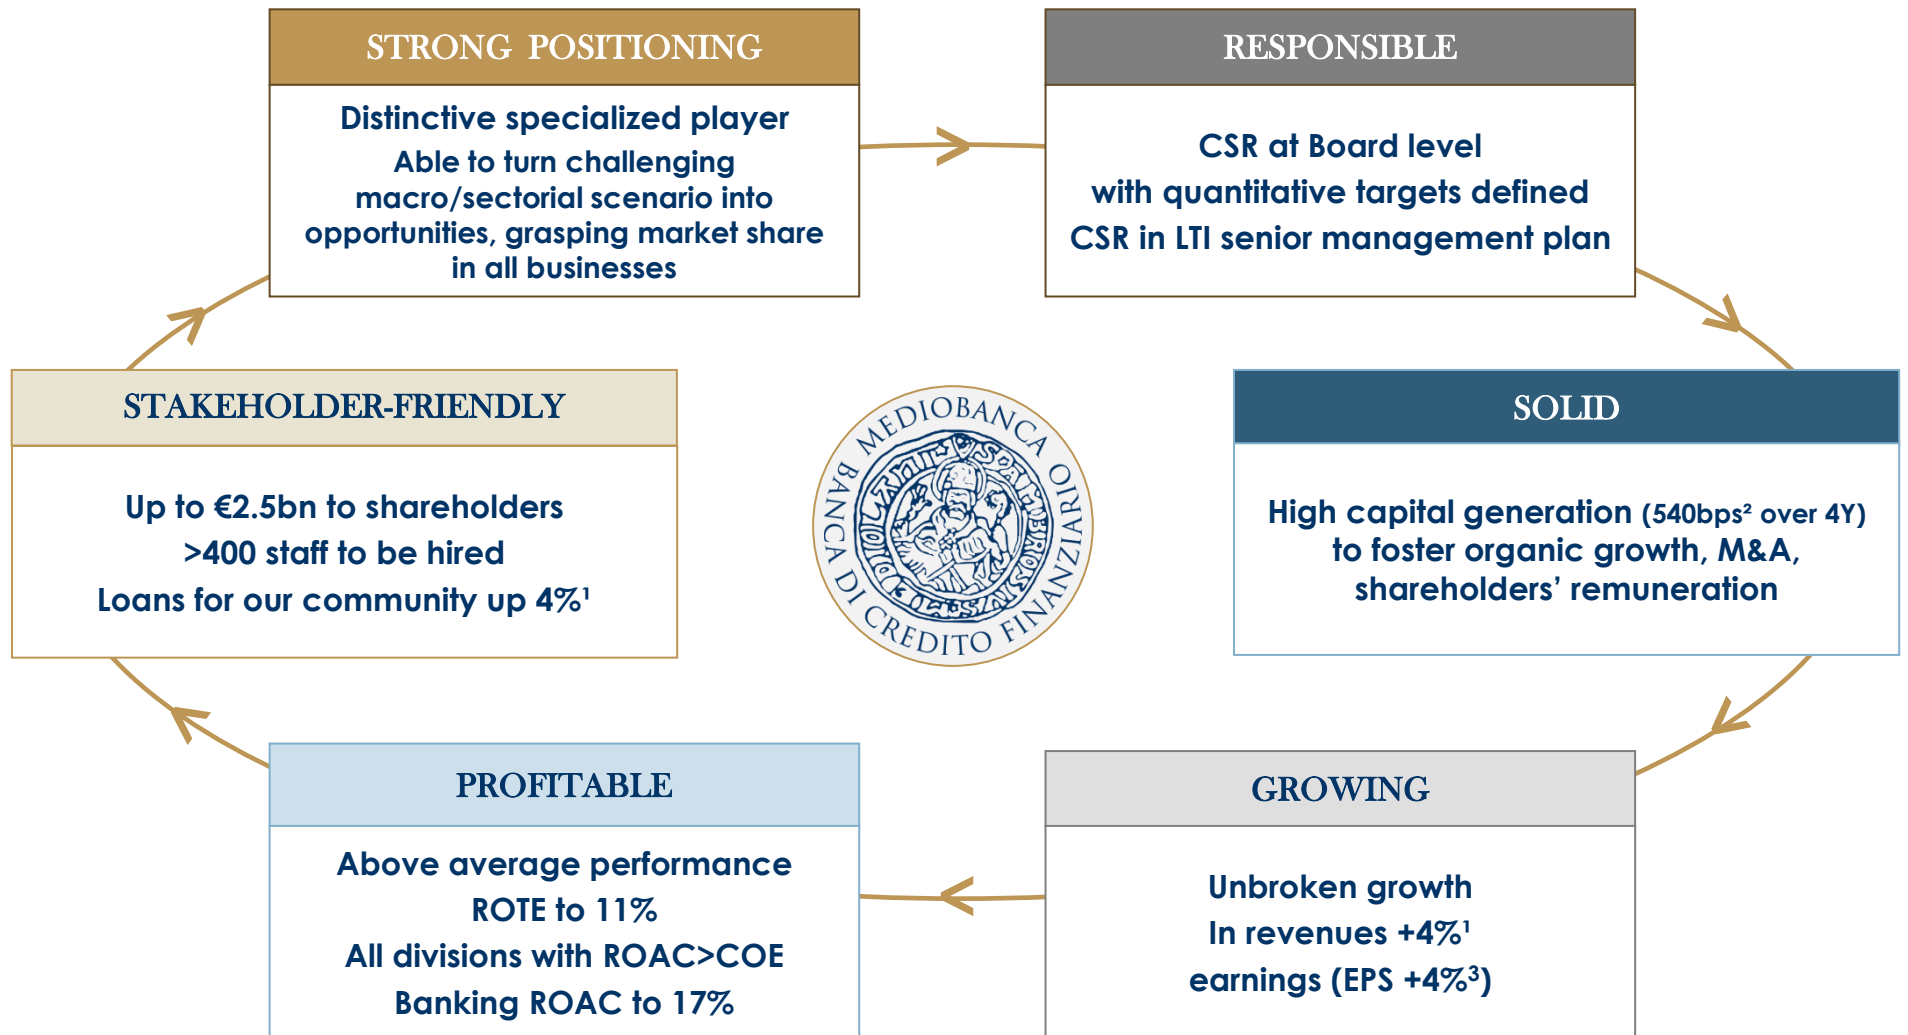 STRONG POSITIONING
Distinctive specialized player
Able to turn challenging
macro/sectorial scenario into
opportunities, grasping market share
in all businesses
RESPONSIBLE
CSR at Board level
with quantitative targets defined
CSR in LTI senior management plan
STAKEHOLDER-FRIENDLY
Up to €2.5bn to shareholders
>400 staff to be hired
Loans for our community up 4%¹
MEDIOBANCA
BANCA DI CREDITO FINANZIARIO
SOLID
High capital generation (540bps² over 4Y)
to foster organic growth, M&A,
shareholders’ remuneration
PROFITABLE
Above average performance
ROTE to 11%
All divisions with ROAC>COE
Banking ROAC to 17%
GROWING
Unbroken growth
In revenues +4%¹
earnings (EPS +4%³)